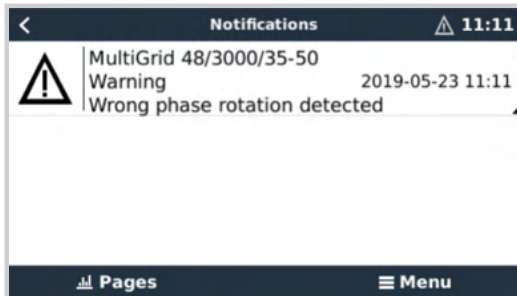 Notifications
11:11
MultiGrid 48/3000/35-50
Warning 2019-05-23 11:11
Wrong phase rotation detected
Pages Menu